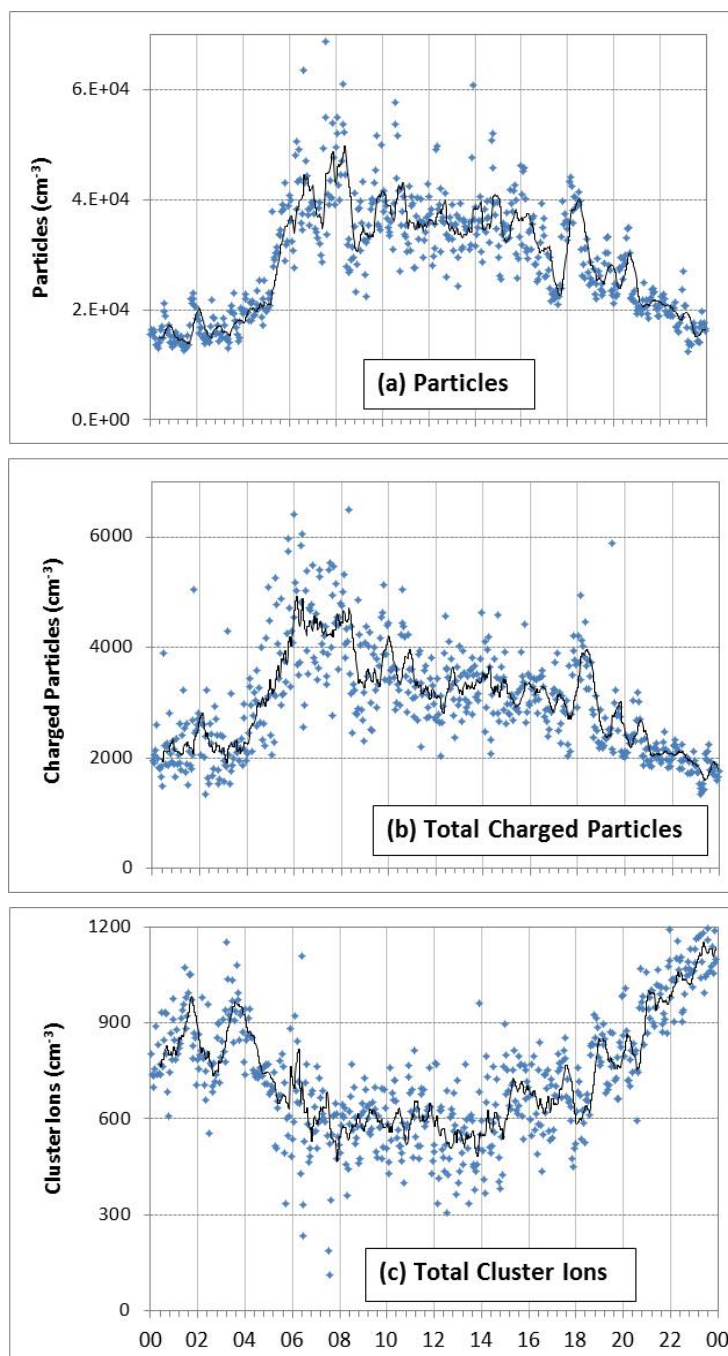 6.E+04
4.E+04
2.E+04
0.E+00
Particles (cm-3)
(a) Particles
6000
4000
2000
0
Charged Particles (cm-3)
(b) Total Charged Particles
1200
900
600
300
0
Cluster Ions (cm-3)
(c) Total Cluster Ions
00 02 04 06 08 10 12 14 16 18 20 22 00